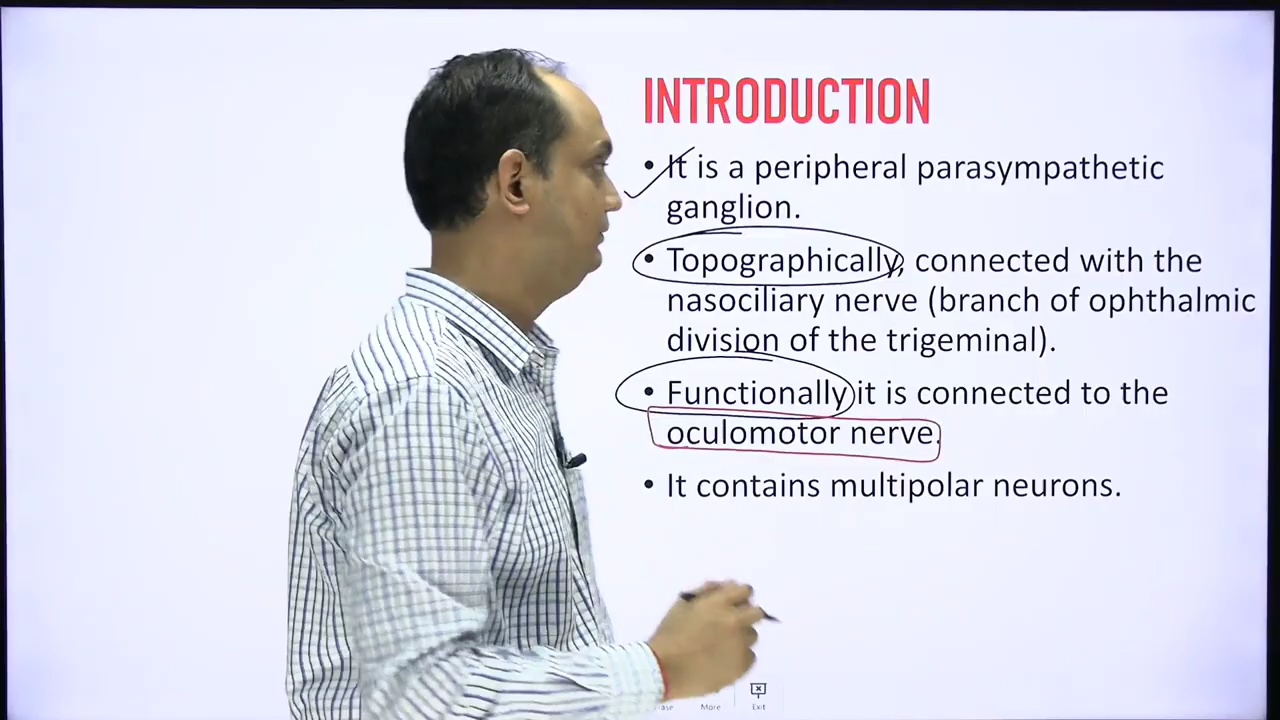 INTRODUCTION
• It is a peripheral parasympathetic
ganglion.
• Topographically, connected with the
nasociliary nerve (branch of ophthalmic
division of the trigeminal).
• Functionally it is connected to the
oculomotor nerve.
• It contains multipolar neurons.
More
Exit